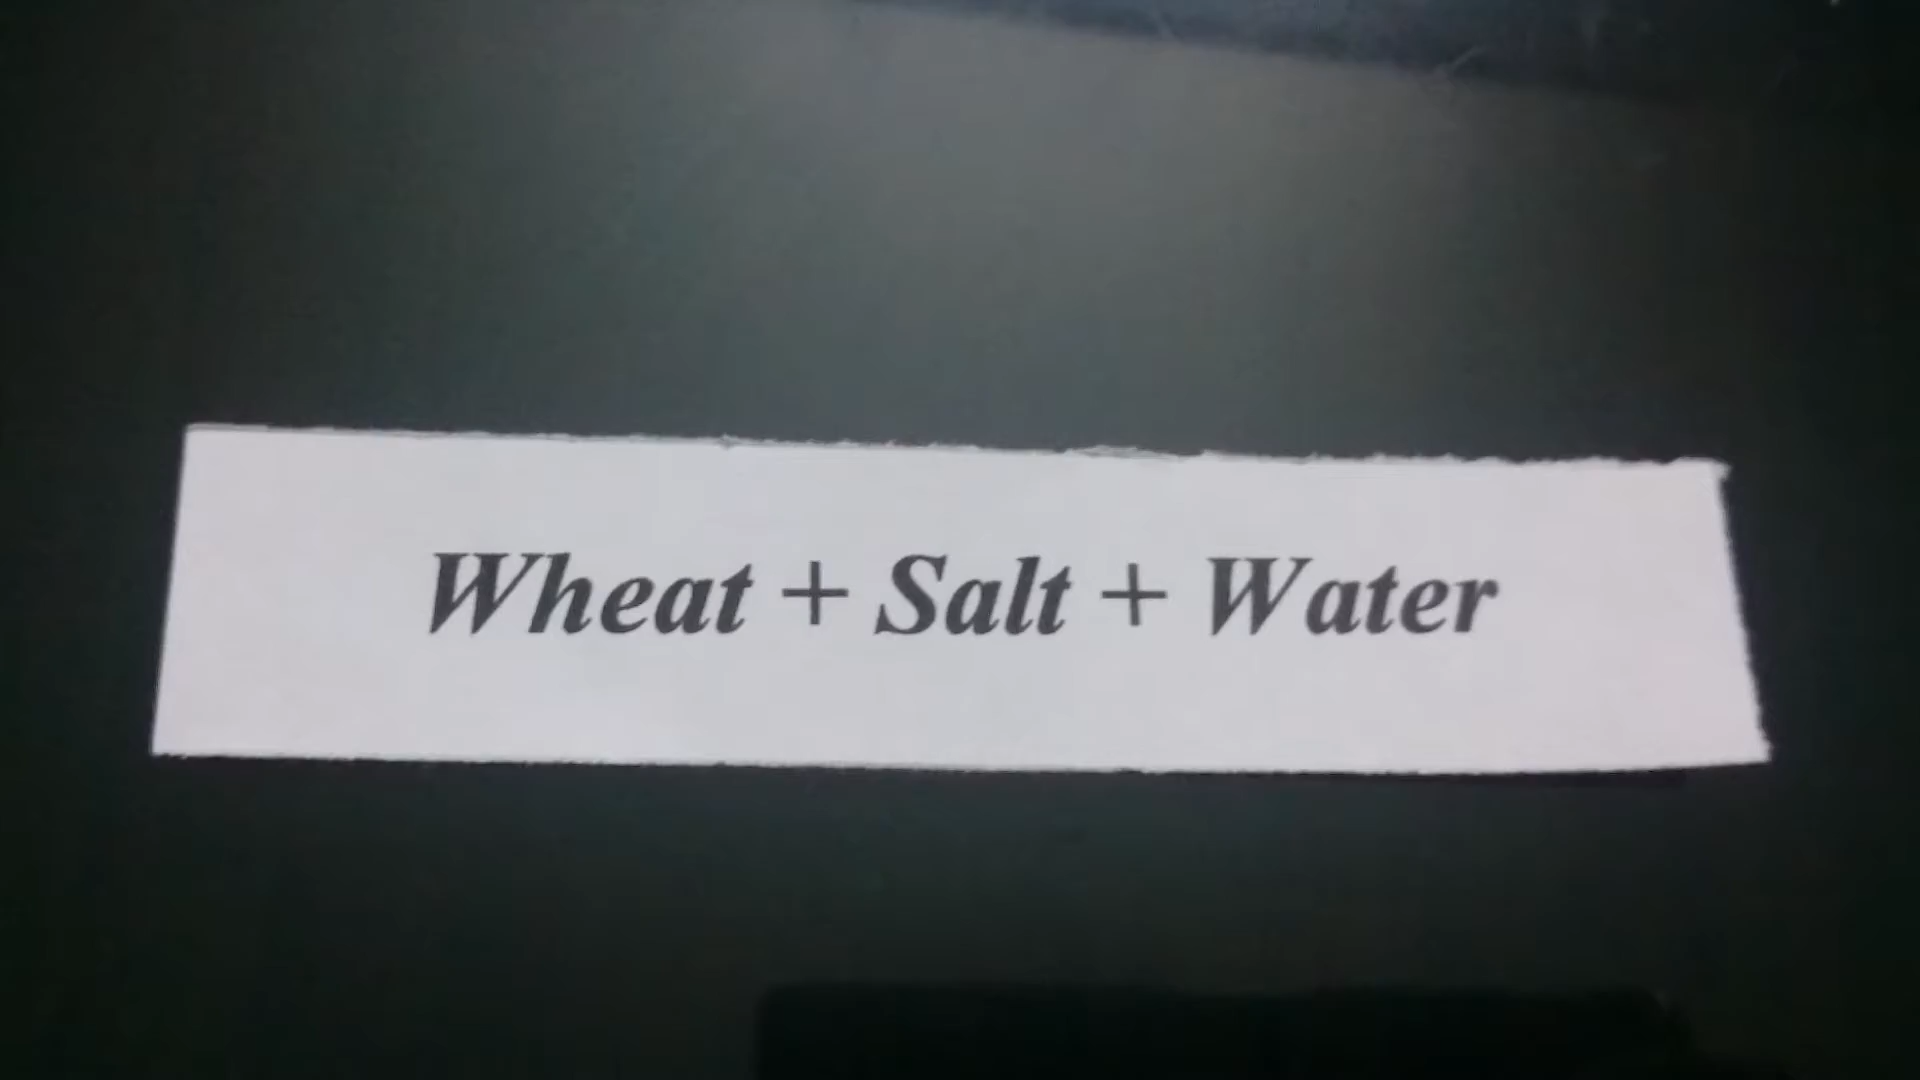 Wheat + Salt + Water